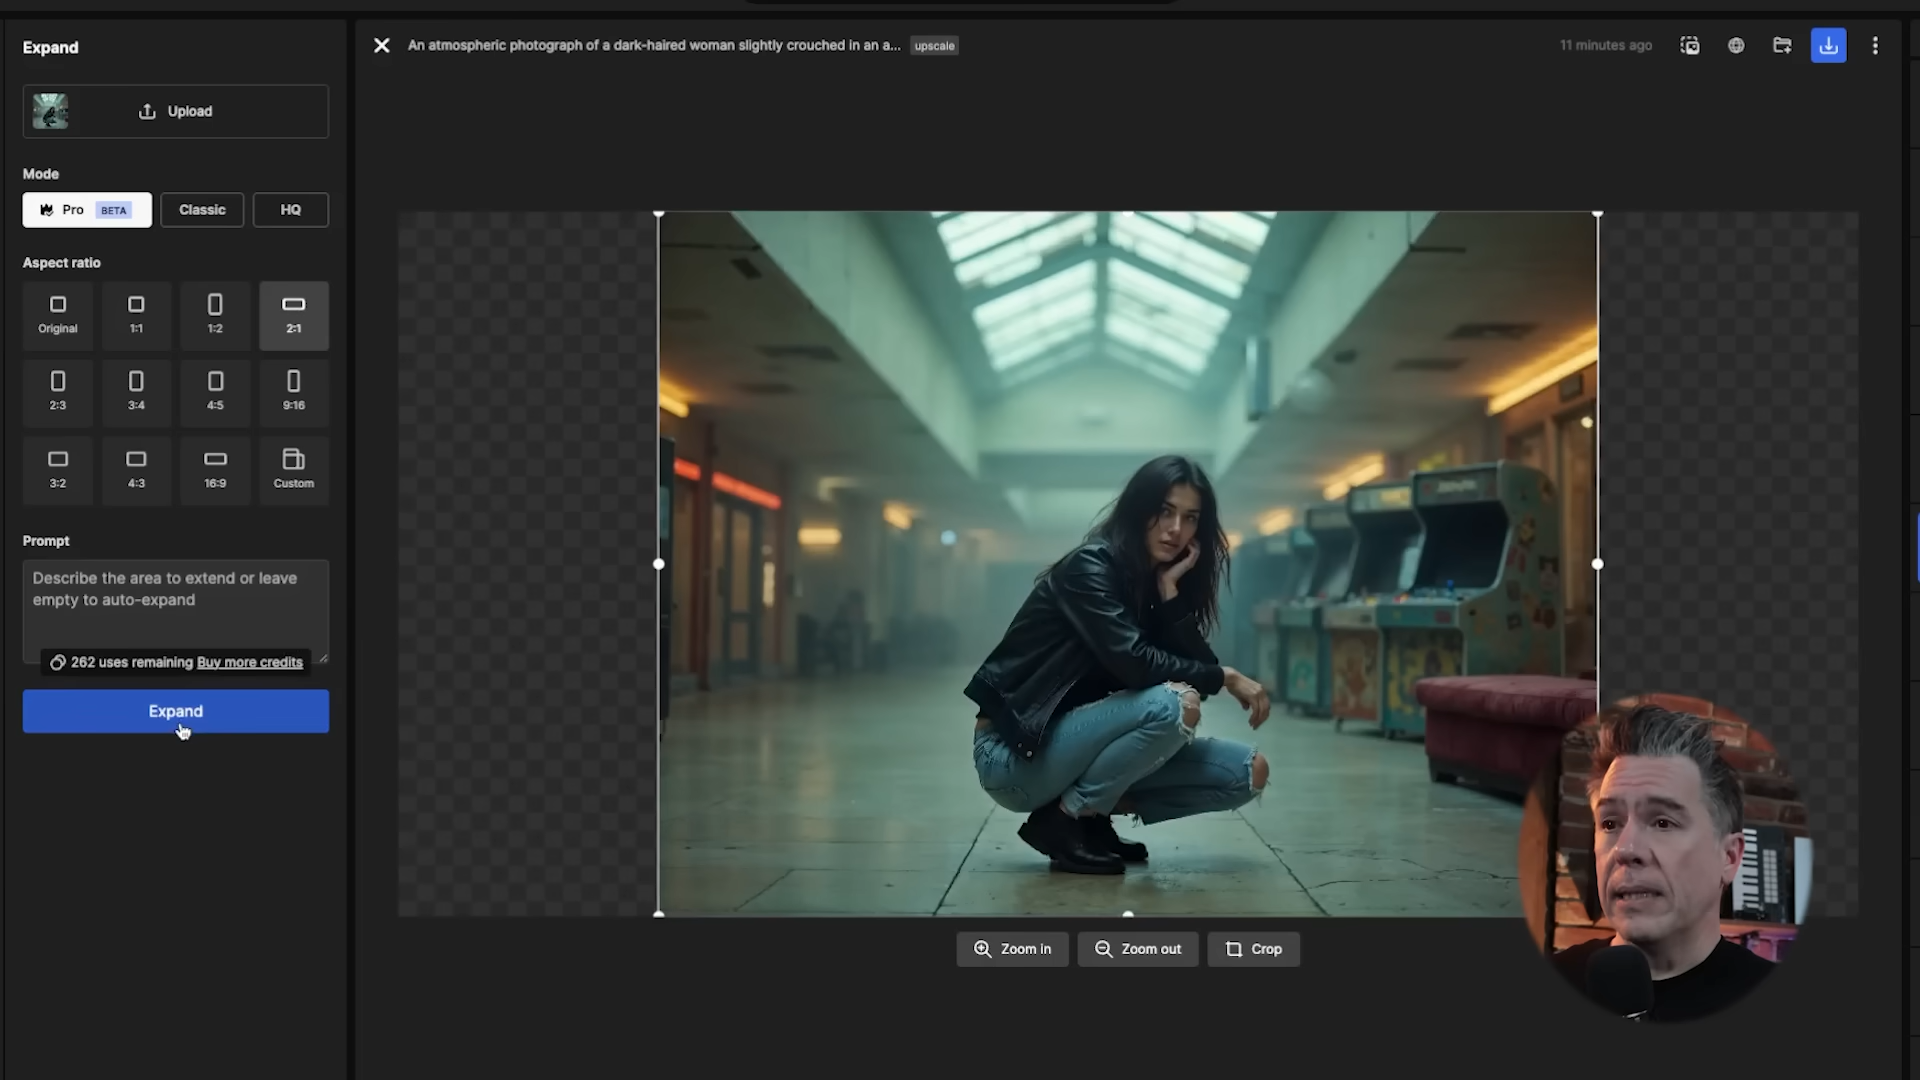 Expand
Upload
Mode
Pro BETA
Classic
HQ
Aspect ratio
Original
1:1
1:2
2:1
2:3
3:4
4:5
9:16
3:2
4:3
16:9
Custom
Prompt
Describe the area to extend or leave
empty to auto-expand
262 uses remaining Buy more credits
Expand
An atmospheric photograph of a dark-haired woman slightly crouched in an a... upscale
11 minutes ago
Zoom in
Zoom out
Crop